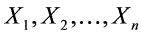 X₁, X₂, ..., Xₙ